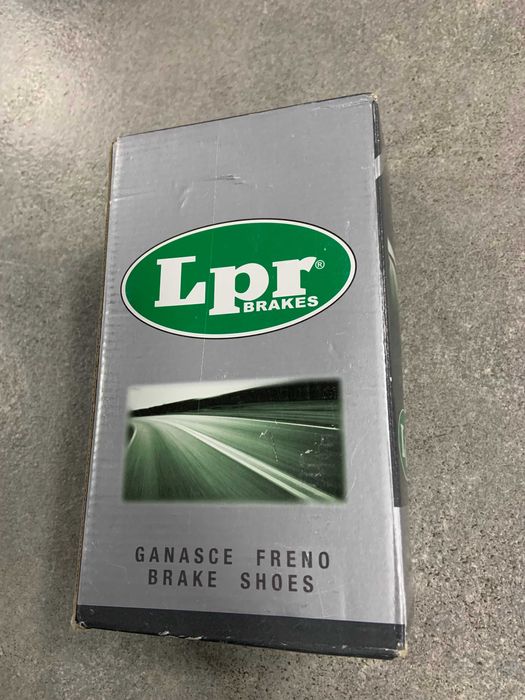 Lpr®
BRAKES
GANASCE FRENO
BRAKE SHOES